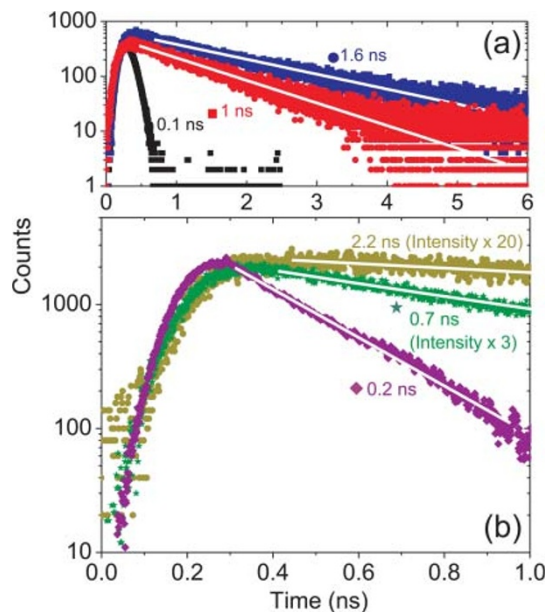 1000
(a)
1.6 ns
100
0.1 ns
1 ns
10
1
0 1 2 3 4 5 6
Counts
2.2 ns (Intensity x 20)
1000
0.7 ns
(Intensity x 3)
0.2 ns
100
(b)
10
0.0 0.2 0.4 0.6 0.8 1.0
Time (ns)